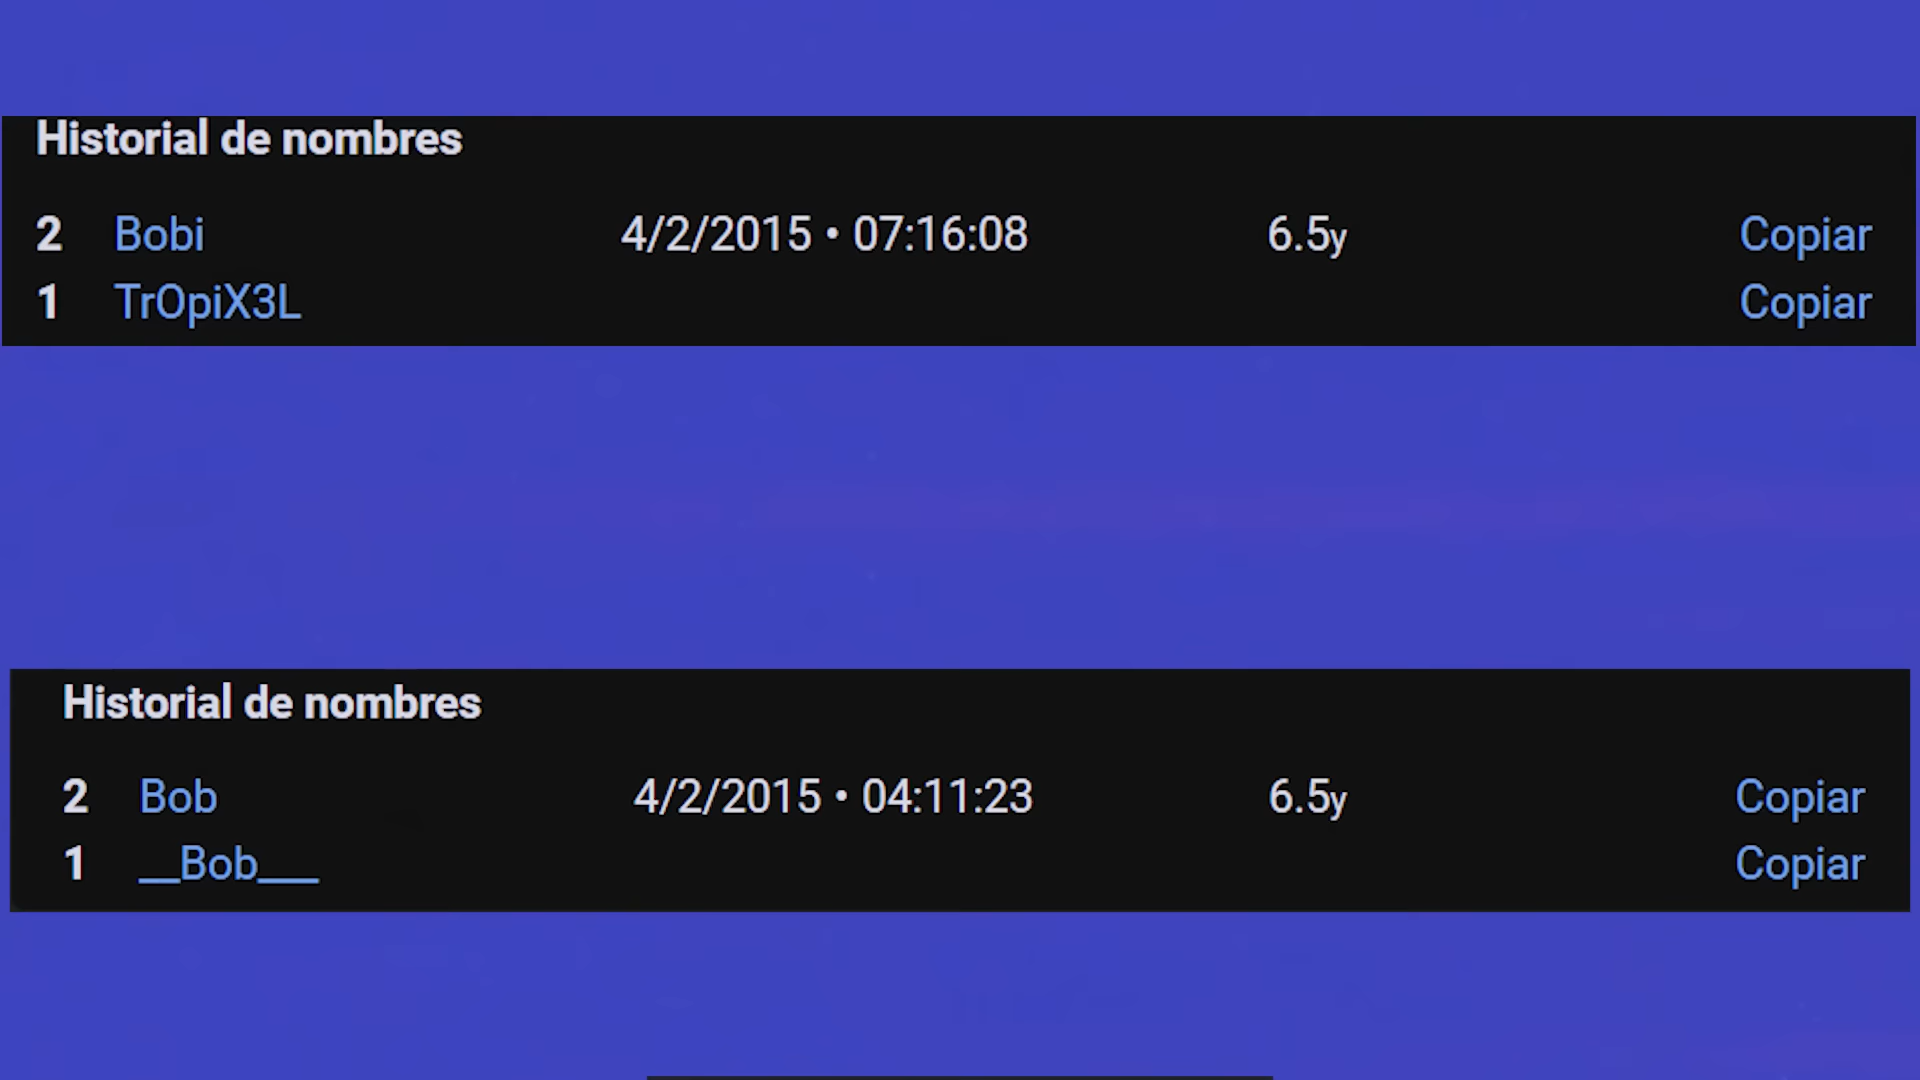 Historial de nombres
2 Bobi 4/2/2015 • 07:16:08 6.5y Copiar
1 TrOpiX3L Copiar
Historial de nombres
2 Bob 4/2/2015 • 04:11:23 6.5y Copiar
1 __Bob___ Copiar